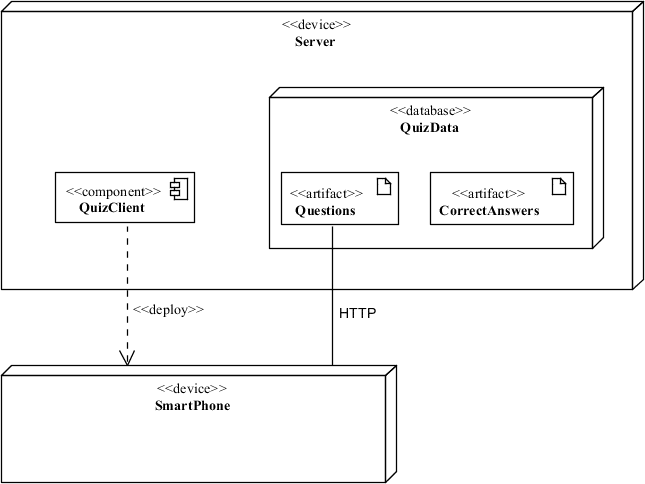 <<device>>
Server
<<database>>
QuizData
<<component>>
QuizClient
<<artifact>>
Questions
<<artifact>>
CorrectAnswers
<<deploy>>
HTTP
<<device>>
SmartPhone